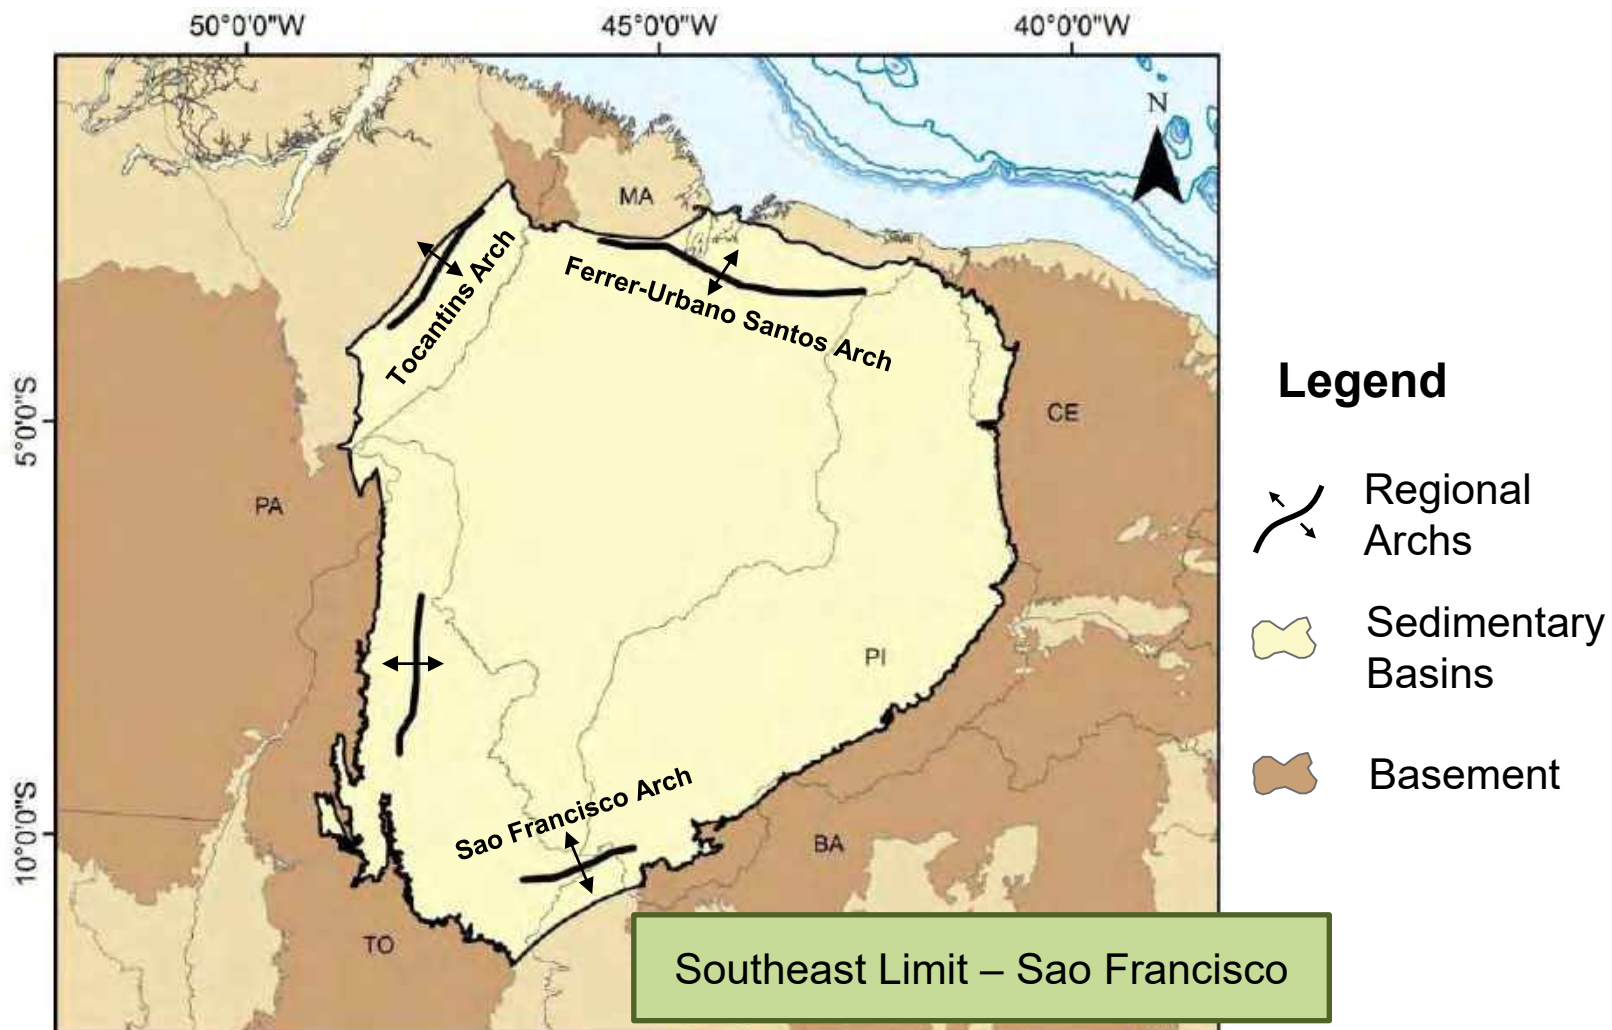 50°0'0"W 45°0'0"W 40°0'0"W
N
MA
Tocantins Arch
Ferrer-Urbano Santos Arch
5°0'0"S
CE
PA
PI
Sao Francisco Arch
10°0'0"S
BA
TO
Southeast Limit – Sao Francisco
Legend
Regional
Archs
Sedimentary
Basins
Basement